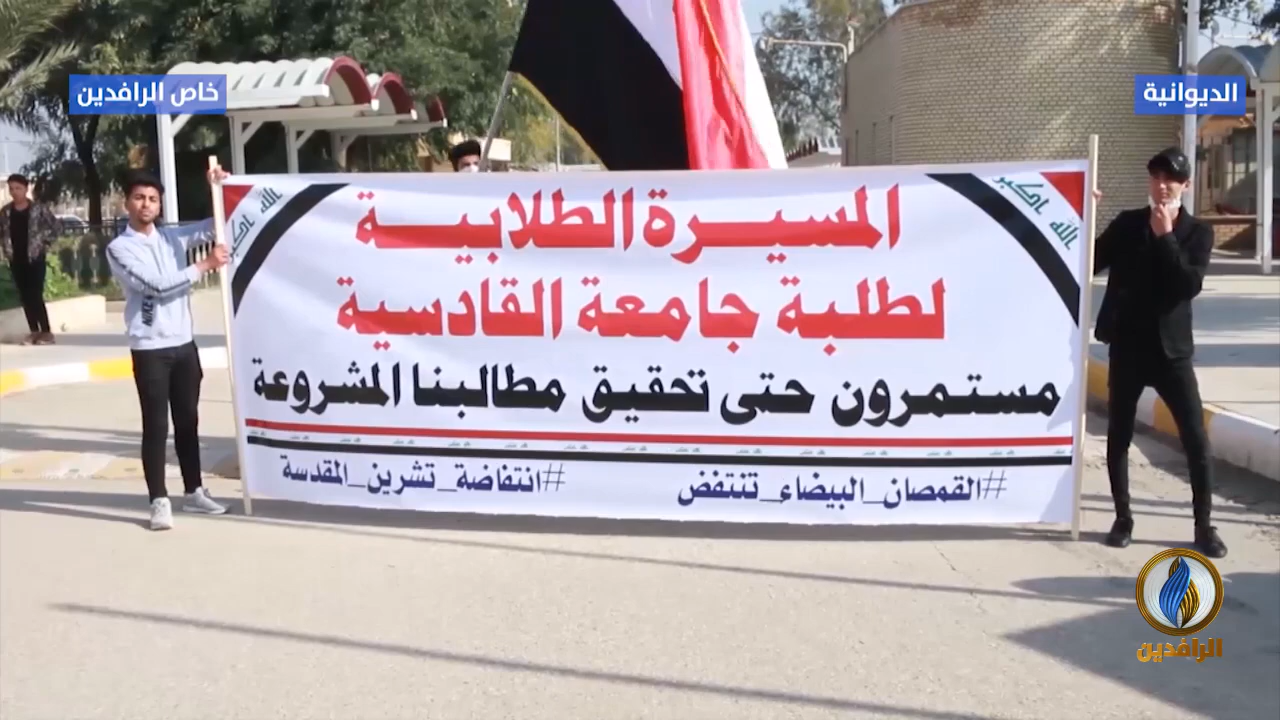 الديوانية
خاص الرافدين
الله اكبر
الله اكبر
المسيرة الطلابية
لطلبة جامعة القادسية
مستمرون حتى تحقيق مطالبنا المشروعة
#القمصان_البيضاء_تنتفض #انتفاضة_تشرين_المقدسة
الرافدين